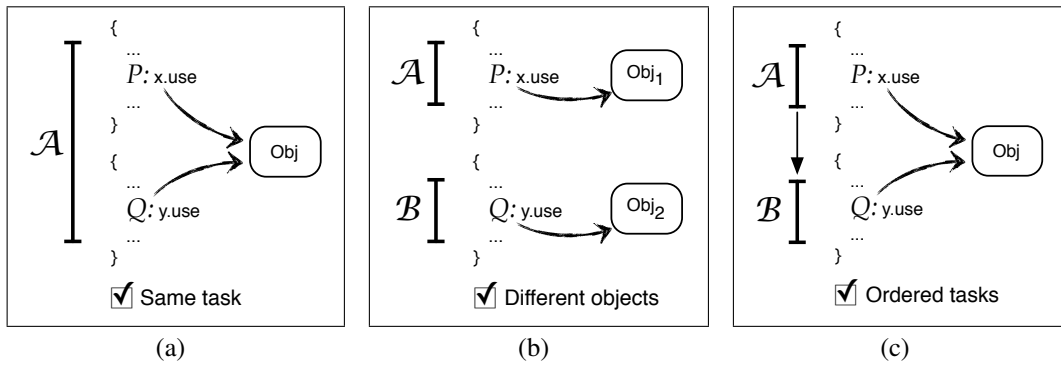 {
...
P: x.use
...
}
A
{
Obj
...
Q: y.use
...
}
✓ Same task
(a)
{
...
A
P: x.use
Obj1
...
}
{
...
B
Q: y.use
Obj2
...
}
✓ Different objects
(b)
{
...
A
P: x.use
...
}
{
Obj
...
B
Q: y.use
...
}
✓ Ordered tasks
(c)